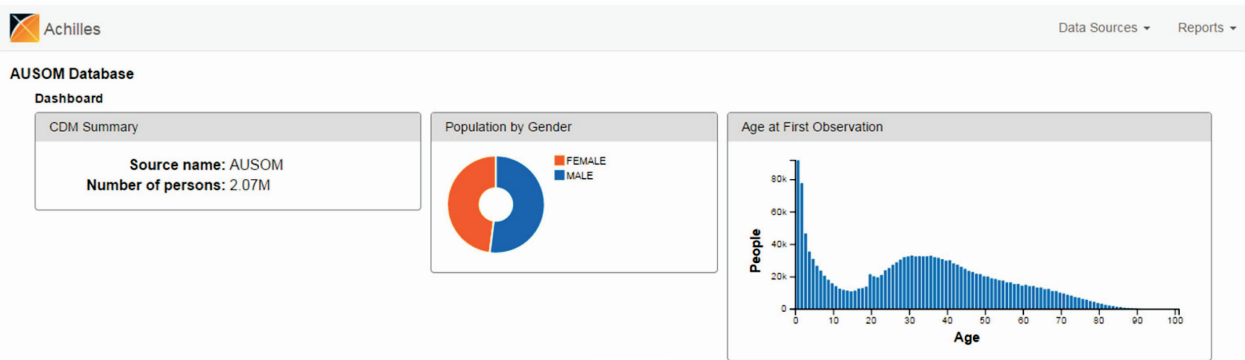 Achilles
Data Sources Reports
AUSOM Database
Dashboard
CDM Summary
Source name: AUSOM
Number of persons: 2.07M
Population by Gender
FEMALE
MALE
Age at First Observation
80k
60k
40k
20k
0
People
0 10 20 30 40 50 60 70 80 90 100
Age